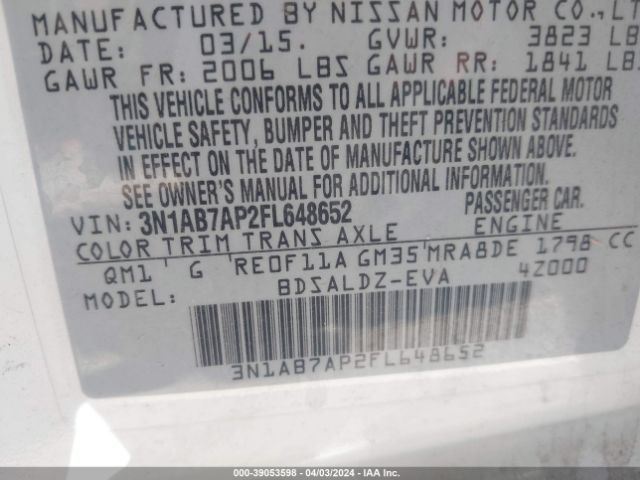 MANUFACTURED BY NISSAN MOTOR CO.,
DATE: 03/15. GVWR: 3823 LB
GAWR FR: 2006 LBS GAWR RR: 1841 LBS
THIS VEHICLE CONFORMS TO ALL APPLICABLE FEDERAL MOTOR
VEHICLE SAFETY, BUMPER AND THEFT PREVENTION STANDARDS
IN EFFECT ON THE DATE OF MANUFACTURE SHOWN ABOVE.
SEE OWNER'S MANUAL FOR ADDITIONAL INFORMATION.
VIN: 3N1AB7AP2FL648652 PASSENGER CAR.
COLOR TRIM TRANS AXLE ENGINE
QM1 G RE0F11A GM35 MRA8DE 1798 CC
MODEL: BDSALDZ-EVA 4Z000
3N1AB7AP2FL648652
000-39053598 - 04/03/2024 - IAA Inc.